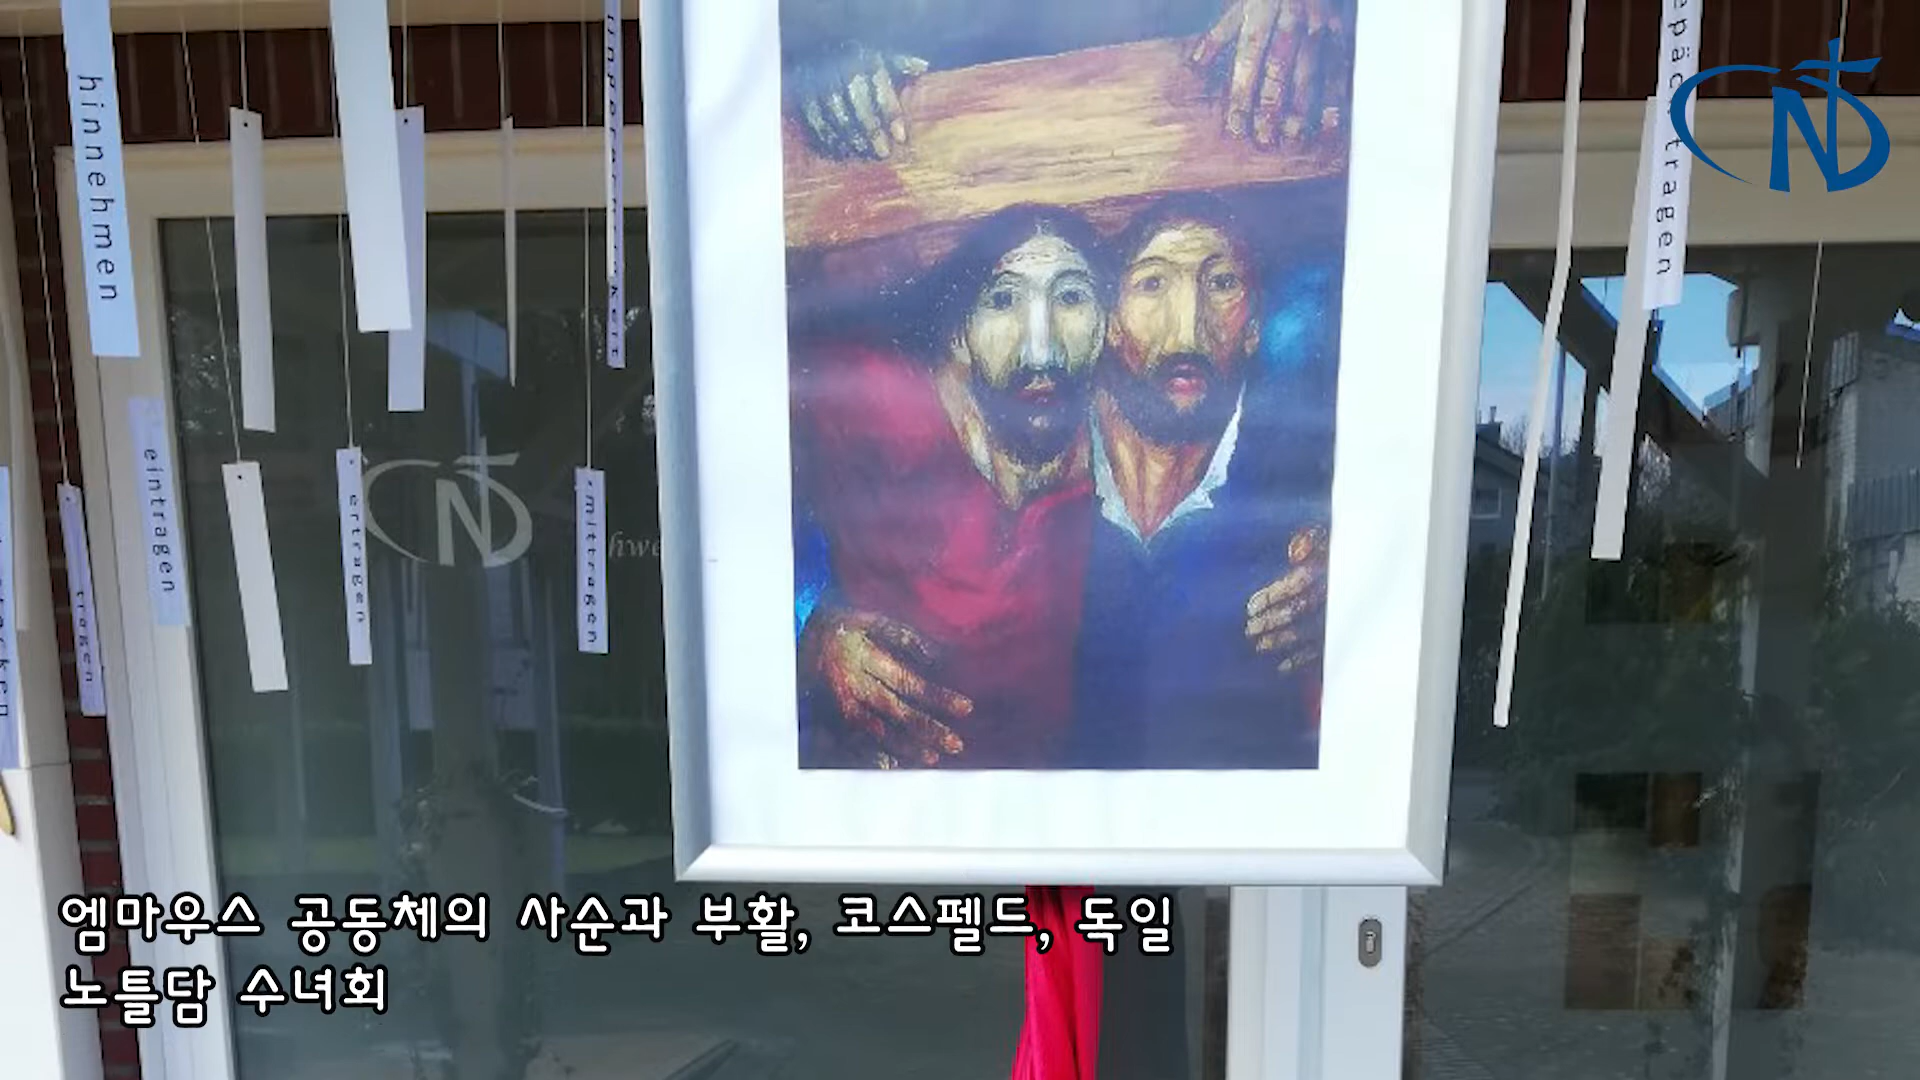 hinnehmen
eintragen
tragen
ertragen
mittragen
tragen
엠마우스 공동체의 사순과 부활, 코스펠드, 독일
노틀담 수녀회